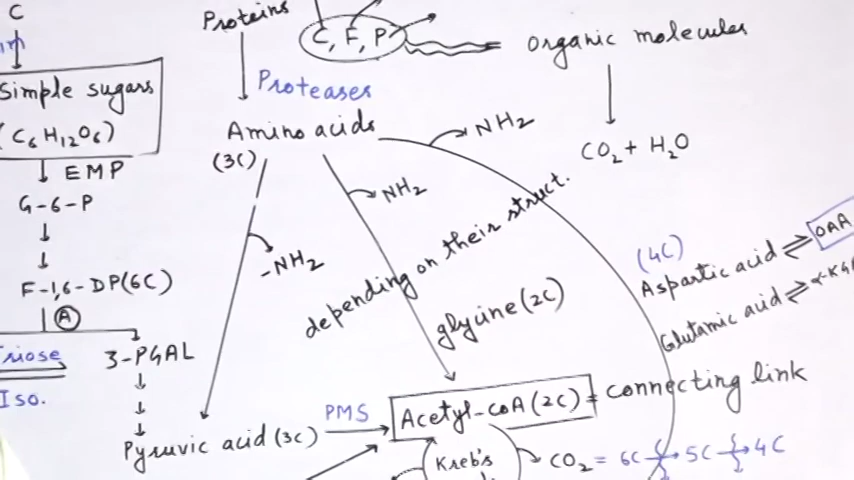 C
Proteins
C, F, P
Organic molecules
Simple sugars
(C₆H₁₂O₆)
Proteases
Amino acids
(3C)
NH₂
CO₂ + H₂O
EMP
G-6-P
NH₂
-NH₂
depending on their struct.
F-1,6-DP(6C)
A
(4C)
Aspartic acid ⇌ OAA
Glutamic acid ⇌ α-KGA
glycine (2C)
3-PGAL
Iso.
PMS
Acetyl-coA (2C) = connecting link
Pyruvic acid (3C)
Kreb's
CO₂ = 6C → 5C → 4C